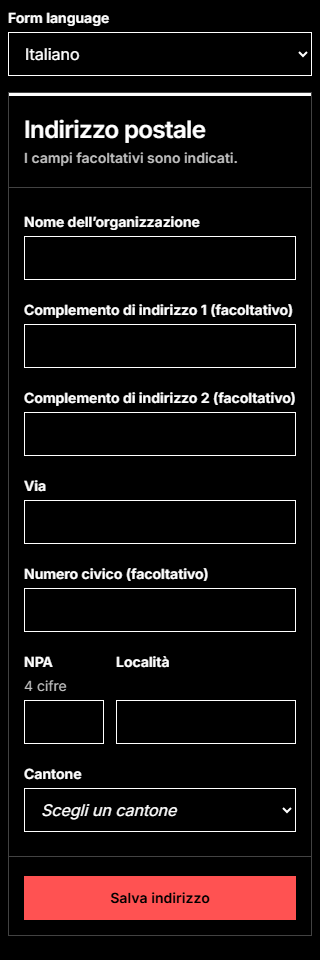 Form language
Italiano
Indirizzo postale
I campi facoltativi sono indicati.
Nome dell’organizzazione
Complemento di indirizzo 1 (facoltativo)
Complemento di indirizzo 2 (facoltativo)
Via
Numero civico (facoltativo)
NPA
4 cifre
Località
Cantone
Scegli un cantone
Salva indirizzo